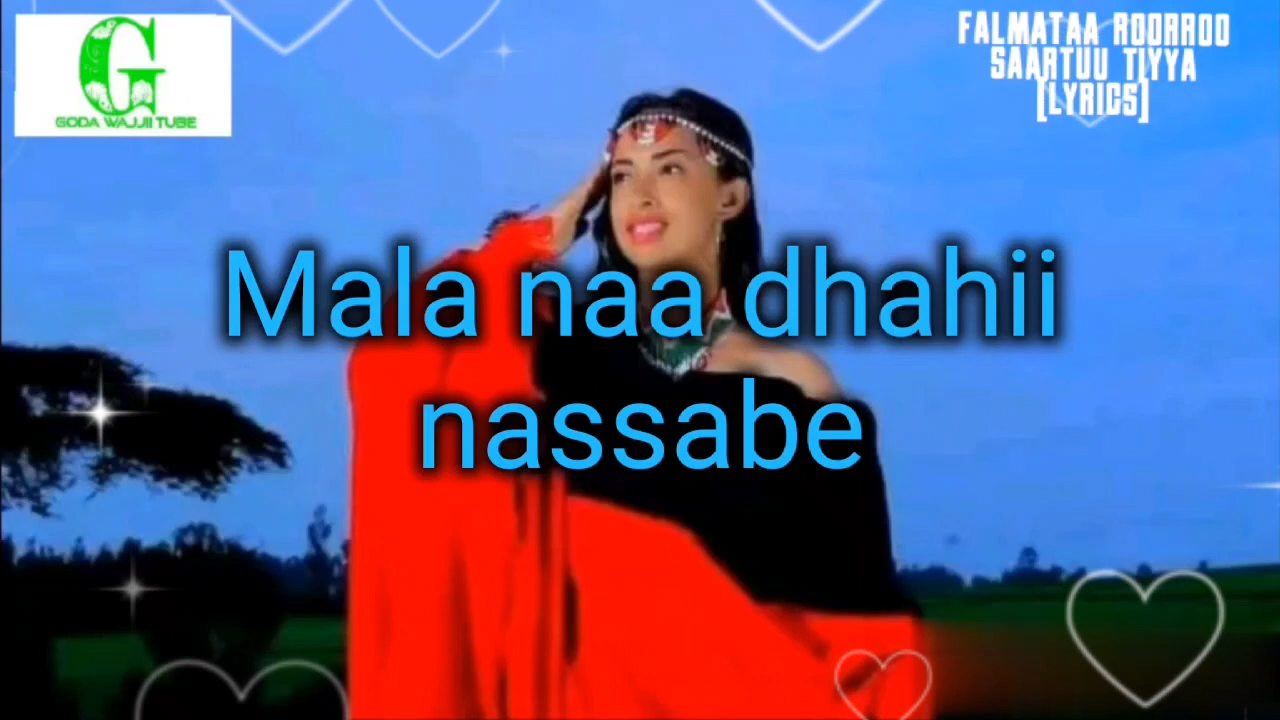 G
GODA WAJJII TUBE
FALMATAA ROORROO
SAARTUU TIYYA
[LYRICS]
Mala naa dhahii
nassabe